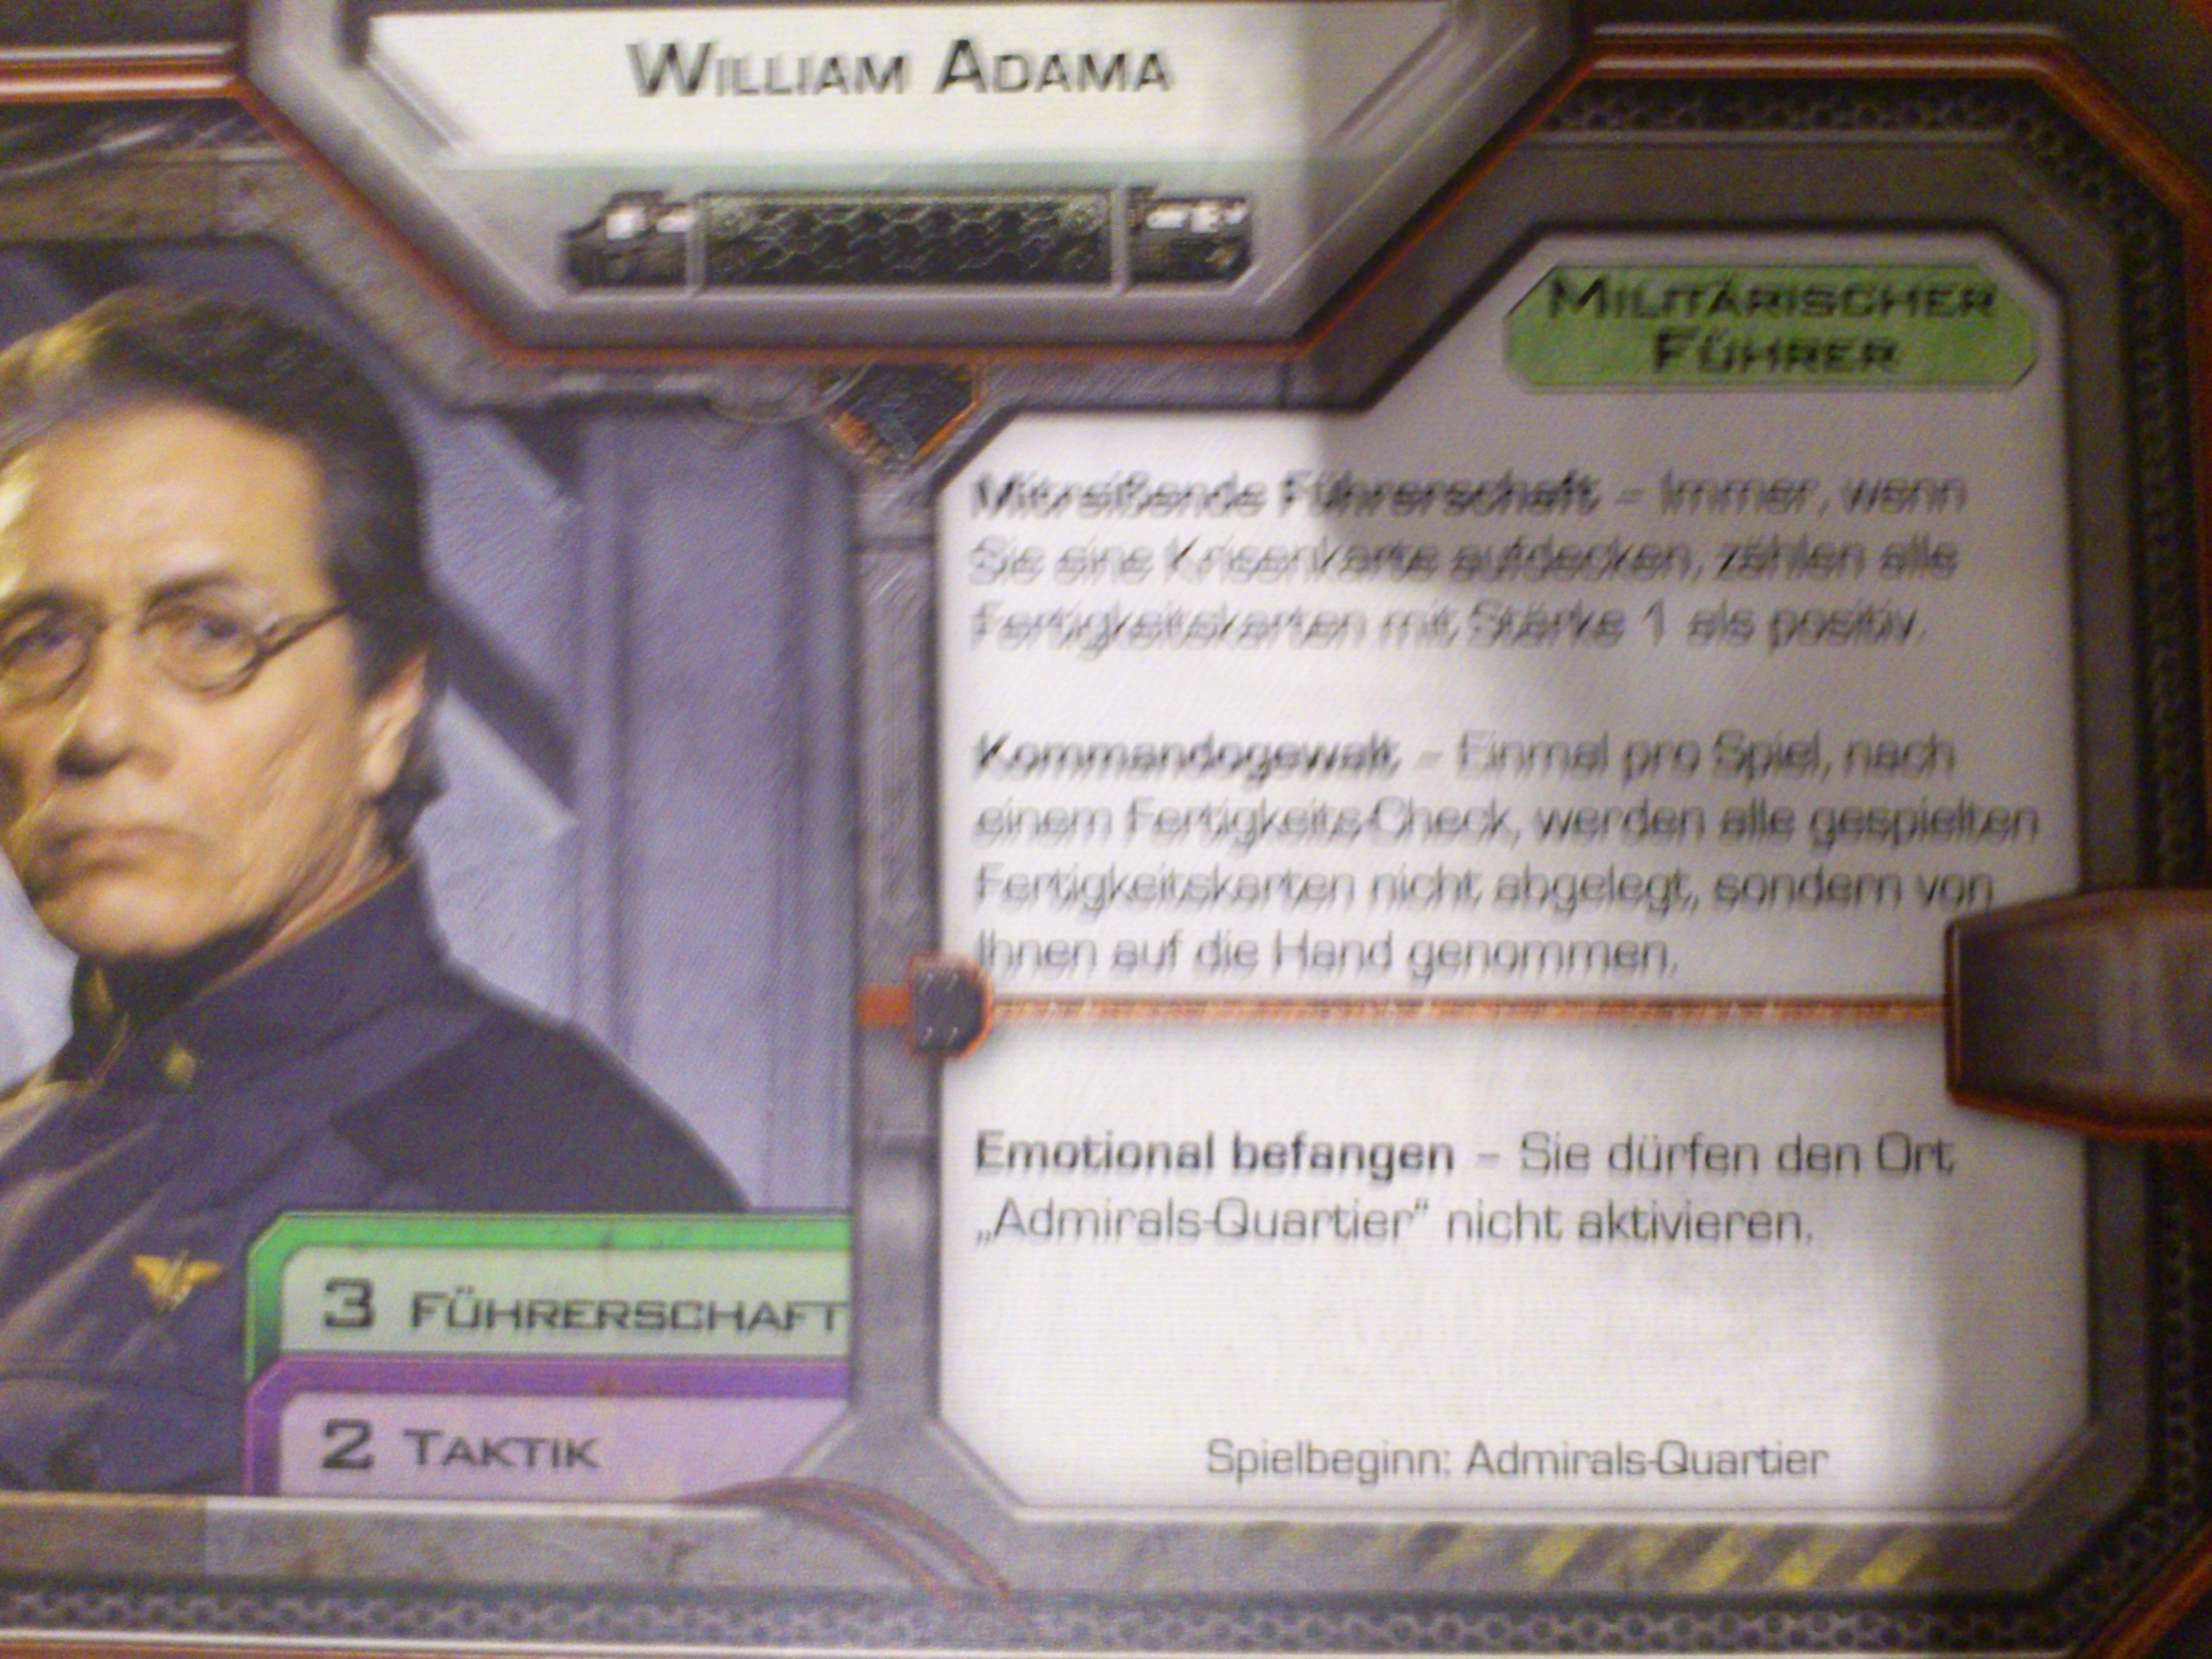 WILLIAM ADAMA
MILITÄRISCHER
FÜHRER
Mitreißende Führerschaft – Immer, wenn
Sie eine Krisenkarte aufdecken, zählen alle
Fertigkeitskarten mit Stärke 1 als positiv.
Kommandogewalt – Einmal pro Spiel, nach
einem Fertigkeits-Check, werden alle gespielten
Fertigkeitskarten nicht abgelegt, sondern von
Ihnen auf die Hand genommen.
Emotional befangen – Sie dürfen den Ort
„Admirals-Quartier“ nicht aktivieren.
3 FÜHRERSCHAFT
2 TAKTIK
Spielbeginn: Admirals-Quartier